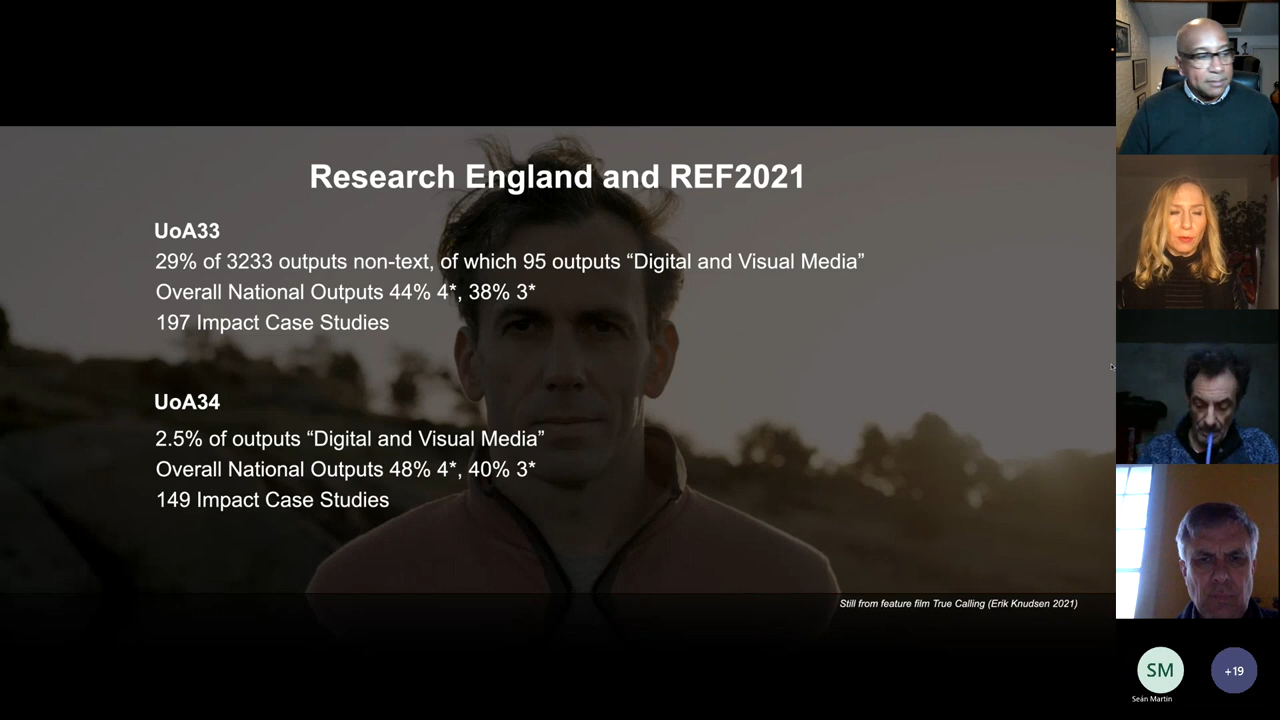 Research England and REF2021
UoA33
29% of 3233 outputs non-text, of which 95 outputs “Digital and Visual Media”
Overall National Outputs 44% 4*, 38% 3*
197 Impact Case Studies
UoA34
2.5% of outputs “Digital and Visual Media”
Overall National Outputs 48% 4*, 40% 3*
149 Impact Case Studies
Still from feature film True Calling (Erik Knudsen 2021)
SM
+19
Seán Martin